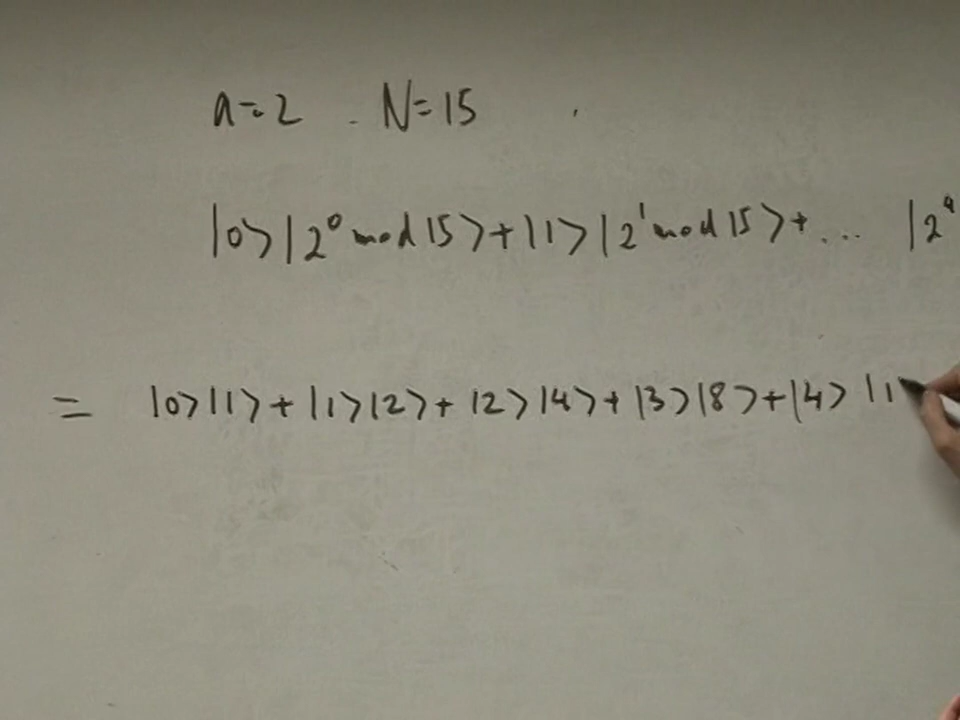 a=2 . N=15
|0>|2⁰ mod 15>+|1>|2¹ mod 15>+... |2
= |0>|1>+|1>|2>+|2>|4>+|3>|8>+|4>|1